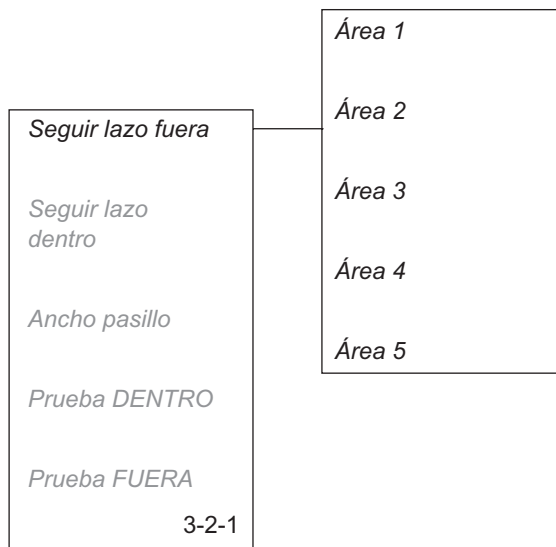 Seguir lazo fuera
Seguir lazo
dentro
Ancho pasillo
Prueba DENTRO
Prueba FUERA
3-2-1
Área 1
Área 2
Área 3
Área 4
Área 5